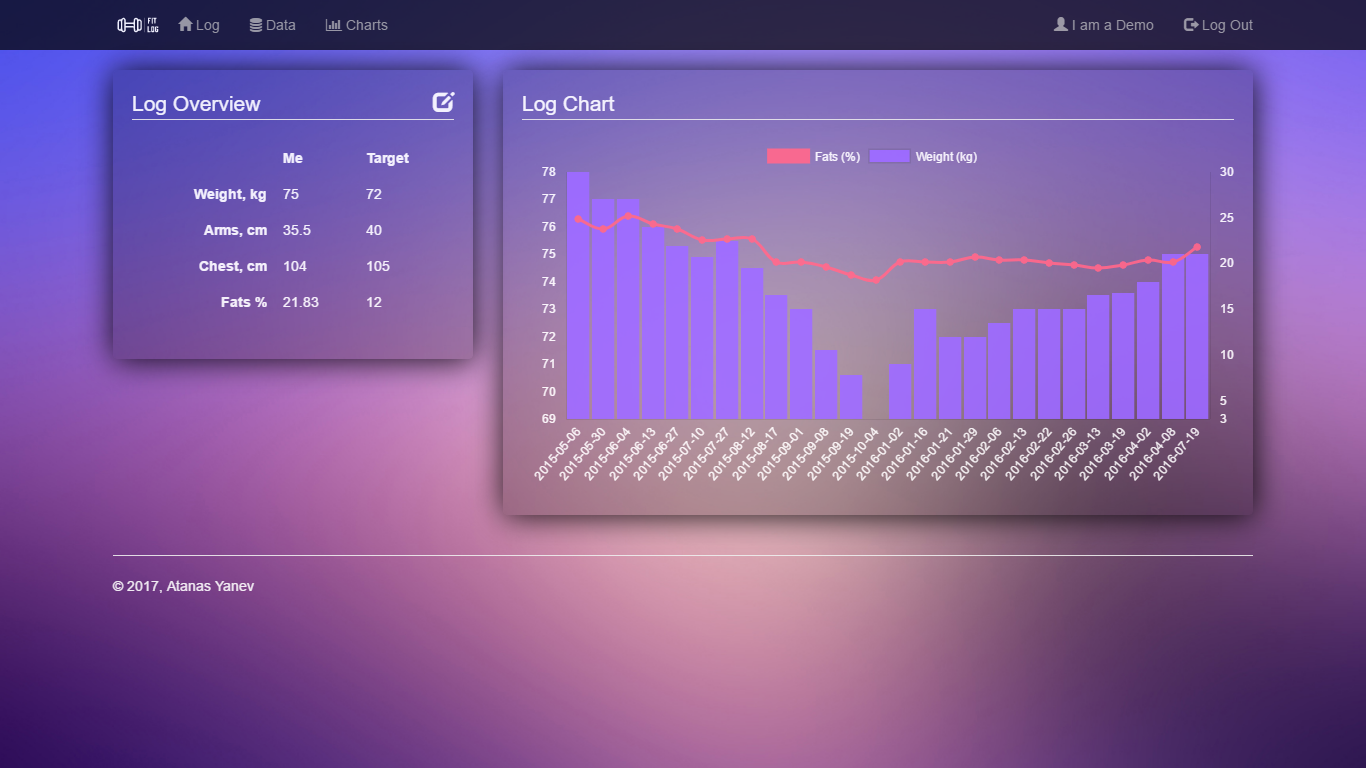 FIT LOG Log Data Charts I am a Demo Log Out
Log Overview
Me Target
Weight, kg 75 72
Arms, cm 35.5 40
Chest, cm 104 105
Fats % 21.83 12
Log Chart
Fats (%) Weight (kg)
78 30
77
76 25
75
74 20
73 15
72
71 10
70 5
69 3
2015-05-06 2015-05-30 2015-06-04 2015-06-13 2015-06-27 2015-07-10 2015-07-27 2015-08-12 2015-08-17 2015-09-01 2015-09-08 2015-09-19 2015-10-04 2016-01-02 2016-01-16 2016-01-21 2016-01-29 2016-02-06 2016-02-13 2016-02-22 2016-02-26 2016-03-13 2016-03-19 2016-04-02 2016-04-08 2016-07-19
© 2017, Atanas Yanev